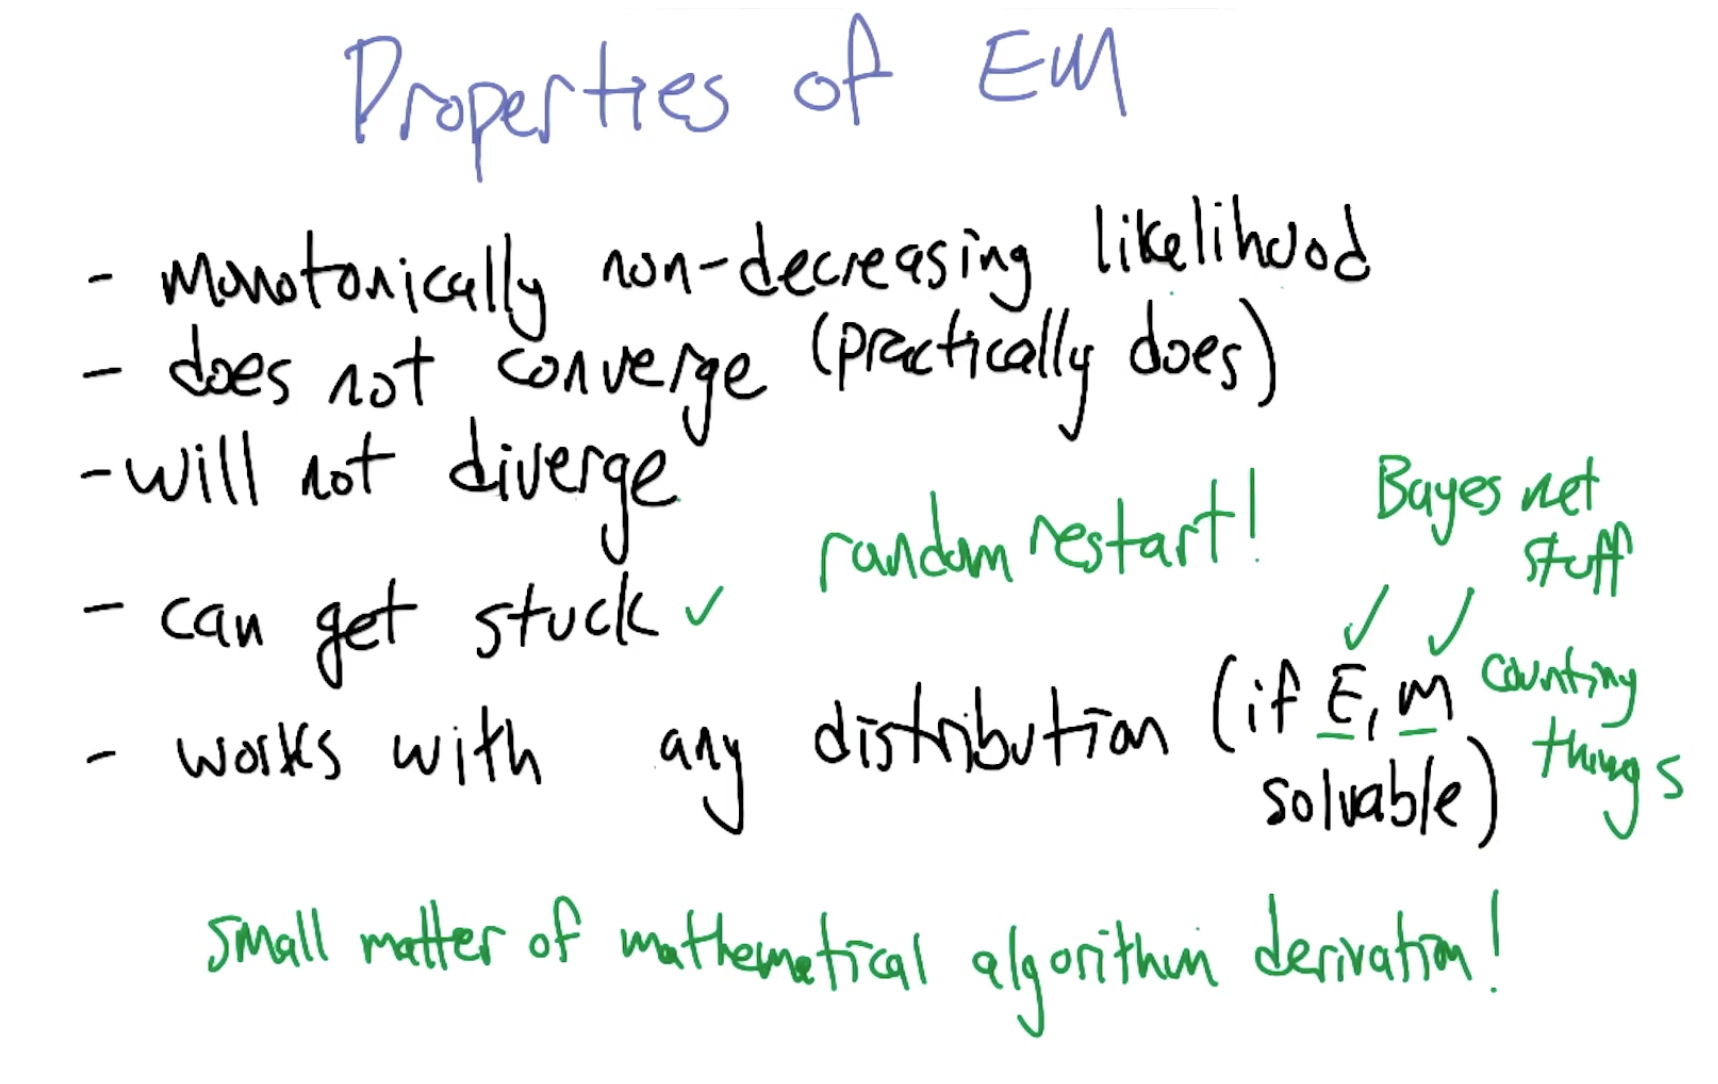 Properties of EM
- monotonically non-decreasing likelihood
- does not converge (practically does)
- will not diverge
random restart!
Bayes net
stuff
- can get stuck ✓
✓ ✓
- works with any distribution (if E, M
solvable)
counting
things
small matter of mathematical algorithm derivation!